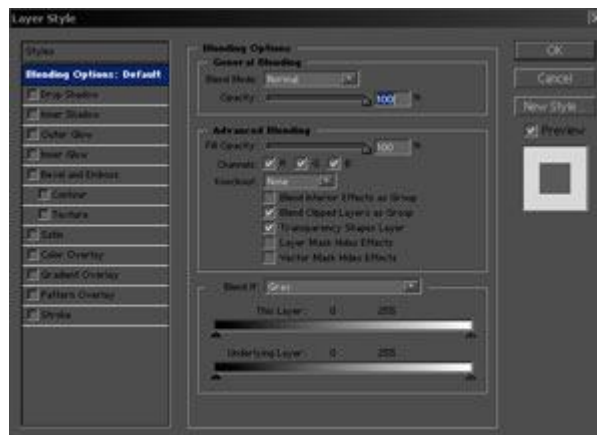 Layer Style
Styles
Blending Options: Default
Drop Shadow
Inner Shadow
Outer Glow
Inner Glow
Bevel and Emboss
Contour
Texture
Satin
Color Overlay
Gradient Overlay
Pattern Overlay
Stroke
Blending Options
General Blending
Blend Mode: Normal
Opacity: 100 %
Advanced Blending
Fill Opacity: 100 %
Channels: R G B
Knockout: None
Blend Interior Effects as Group
Blend Clipped Layers as Group
Transparency Shapes Layer
Layer Mask Hides Effects
Vector Mask Hides Effects
Blend If: Gray
This Layer: 0 255
Underlying Layer: 0 255
OK
Cancel
New Style...
Preview